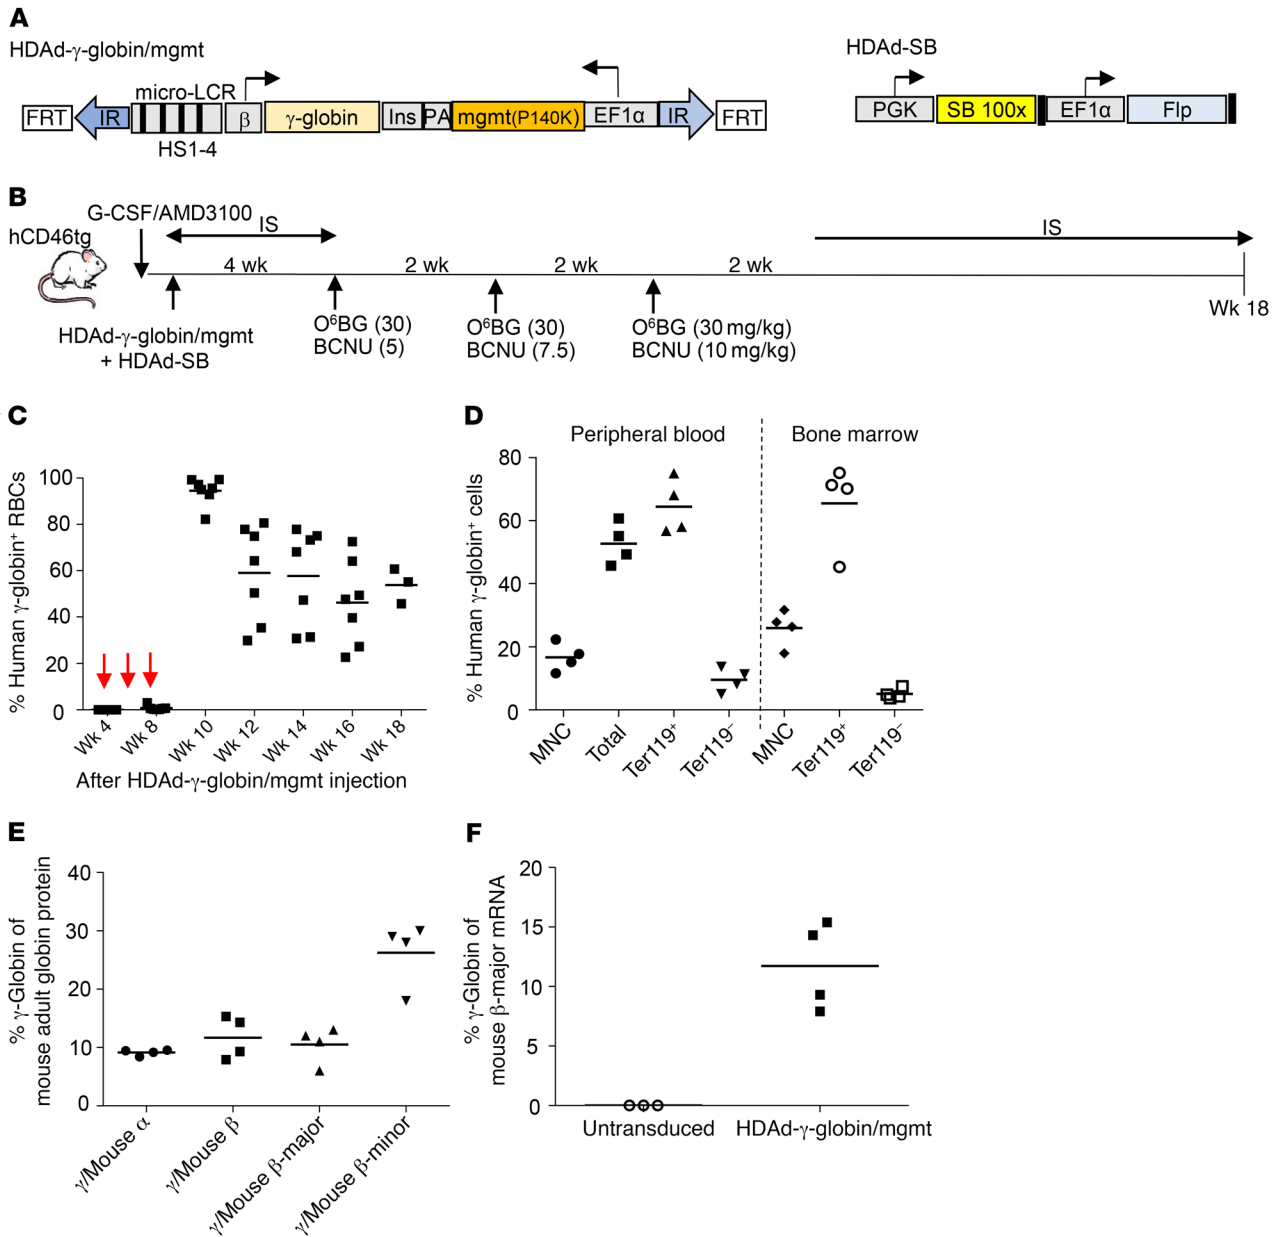 A
HDAd-γ-globin/mgmt
HDAd-SB
micro-LCR
FRT IR β γ-globin Ins PA mgmt(P140K) EF1α IR FRT
PGK SB 100x EF1α Flp
HS1-4
B
G-CSF/AMD3100
hCD46tg
IS
IS
4 wk 2 wk 2 wk 2 wk
Wk 18
HDAd-γ-globin/mgmt
+ HDAd-SB
O⁶BG (30)
BCNU (5)
O⁶BG (30)
BCNU (7.5)
O⁶BG (30 mg/kg)
BCNU (10 mg/kg)
C
% Human γ-globin⁺ RBCs
100
80
60
40
20
0
Wk 4 Wk 8 Wk 10 Wk 12 Wk 14 Wk 16 Wk 18
After HDAd-γ-globin/mgmt injection
D
Peripheral blood Bone marrow
% Human γ-globin⁺ cells
80
60
40
20
0
MNC Total Ter119⁺ Ter119⁻ MNC Ter119⁺ Ter119⁻
E
% γ-Globin of
mouse adult globin protein
40
30
20
10
0
γ/Mouse α γ/Mouse β γ/Mouse β-major γ/Mouse β-minor
F
% γ-Globin of
mouse β-major mRNA
20
15
10
5
0
Untransduced HDAd-γ-globin/mgmt